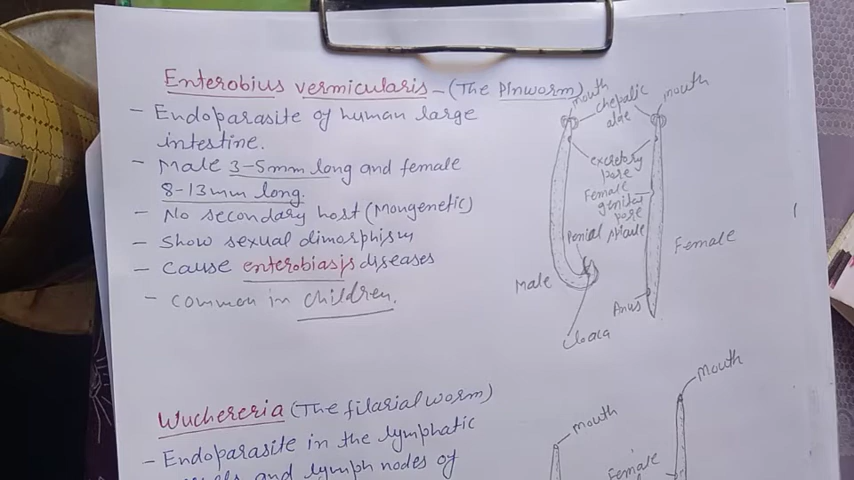 Enterobius vermicularis - (The Pinworm)
- Endoparasite of human large
intestine.
- Male 3-5mm long and female
8-13mm long.
- No secondary host (Mongenetic)
- Show sexual dimorphism
- Cause enterobiasis diseases
- Common in children.
mouth
Chepalic
alae
mouth
excretory
pore
Female
genital
pore
Penial spicule
Female
Male
Anus
Cloaca
Wuchereria (The filarial worm)
- Endoparasite in the lymphatic
and lymph nodes of
mouth
mouth
Female